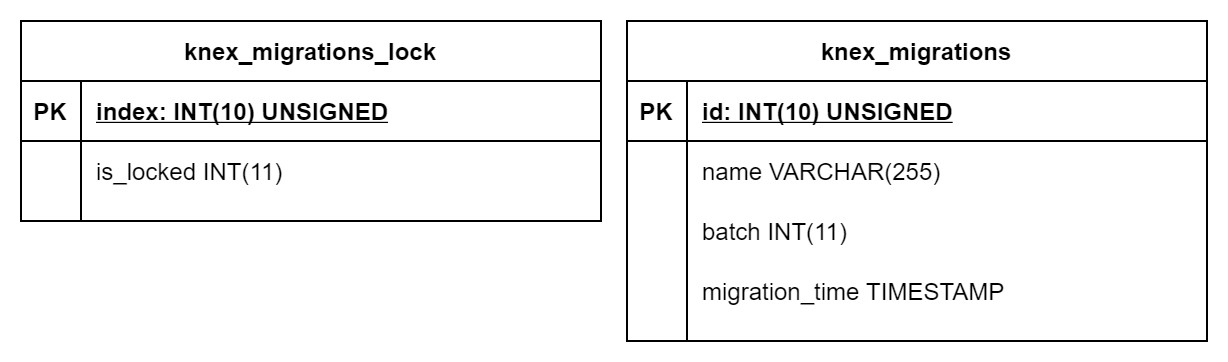 knex_migrations_lock
PK index: INT(10) UNSIGNED
is_locked INT(11)
knex_migrations
PK id: INT(10) UNSIGNED
name VARCHAR(255)
batch INT(11)
migration_time TIMESTAMP